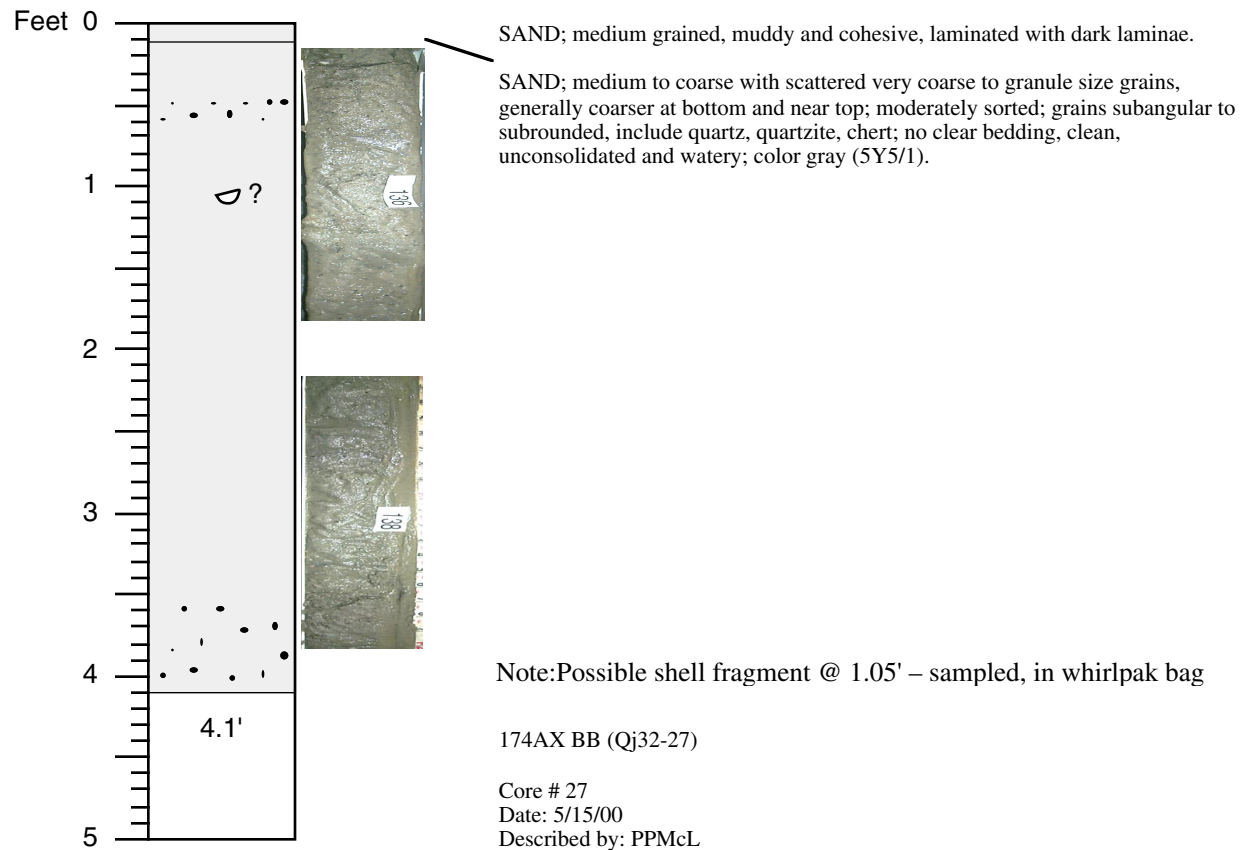 Feet 0
SAND; medium grained, muddy and cohesive, laminated with dark laminae.
SAND; medium to coarse with scattered very coarse to granule size grains,
generally coarser at bottom and near top; moderately sorted; grains subangular to
subrounded, include quartz, quartzite, chert; no clear bedding, clean,
unconsolidated and watery; color gray (5Y5/1).
1
?
136
2
3
138
4
Note:Possible shell fragment @ 1.05' – sampled, in whirlpak bag
4.1'
174AX BB (Qj32-27)
Core # 27
Date: 5/15/00
Described by: PPMcL
5